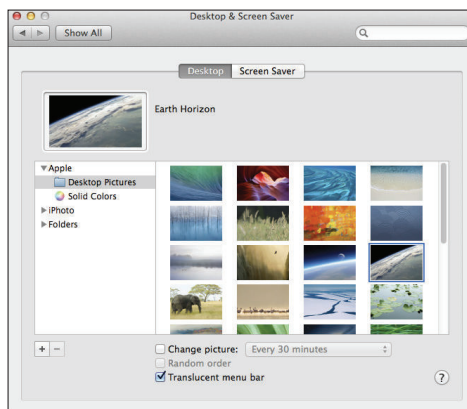 Desktop & Screen Saver
Show All
Desktop Screen Saver
Earth Horizon
Apple
Desktop Pictures
Solid Colors
iPhoto
Folders
+ −
Change picture: Every 30 minutes
Random order
Translucent menu bar
?